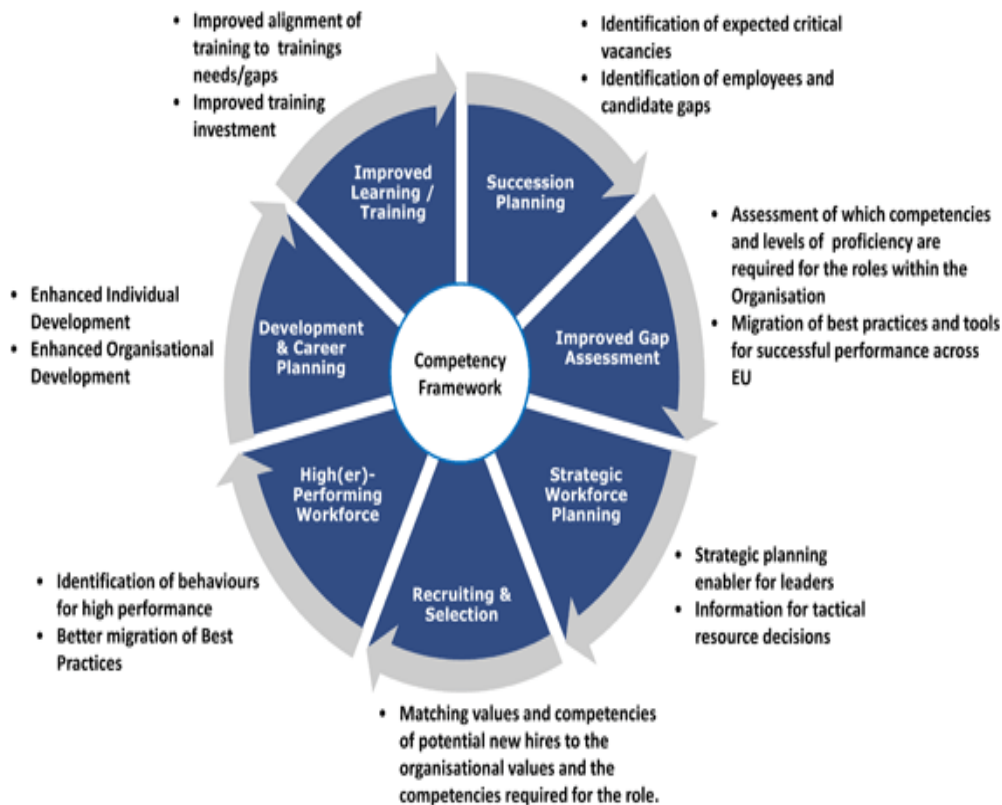 • Improved alignment of
training to trainings
needs/gaps
• Improved training
investment
• Identification of expected critical
vacancies
• Identification of employees and
candidate gaps
Improved
Learning /
Training
Succession
Planning
• Assessment of which competencies
and levels of proficiency are
required for the roles within the
Organisation
• Migration of best practices and tools
for successful performance across
EU
• Enhanced Individual
Development
• Enhanced Organisational
Development
Development
& Career
Planning
Competency
Framework
Improved Gap
Assessment
High(er)-
Performing
Workforce
Strategic
Workforce
Planning
Recruiting &
Selection
• Identification of behaviours
for high performance
• Better migration of Best
Practices
• Strategic planning
enabler for leaders
• Information for tactical
resource decisions
• Matching values and competencies
of potential new hires to the
organisational values and the
competencies required for the role.